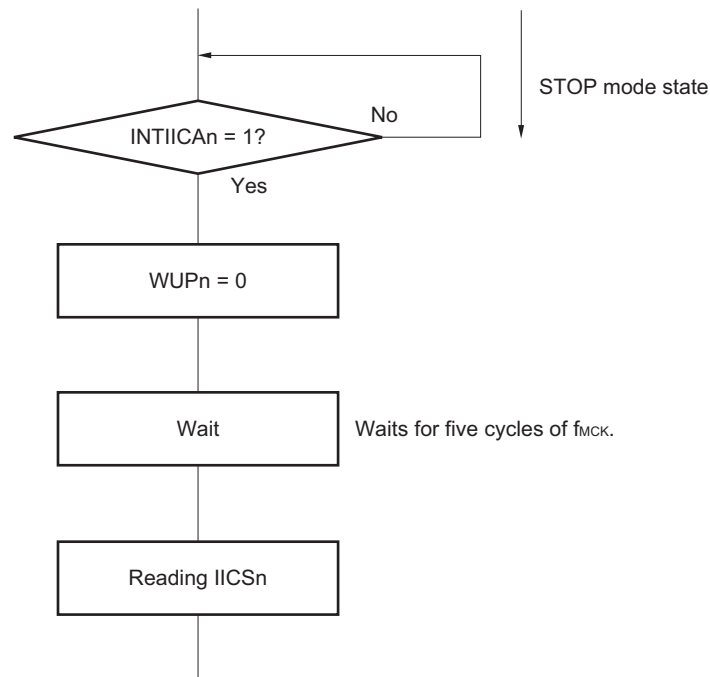 STOP mode state
No
INTIICAn = 1?
Yes
WUPn = 0
Wait
Waits for five cycles of fMCK.
Reading IICSn